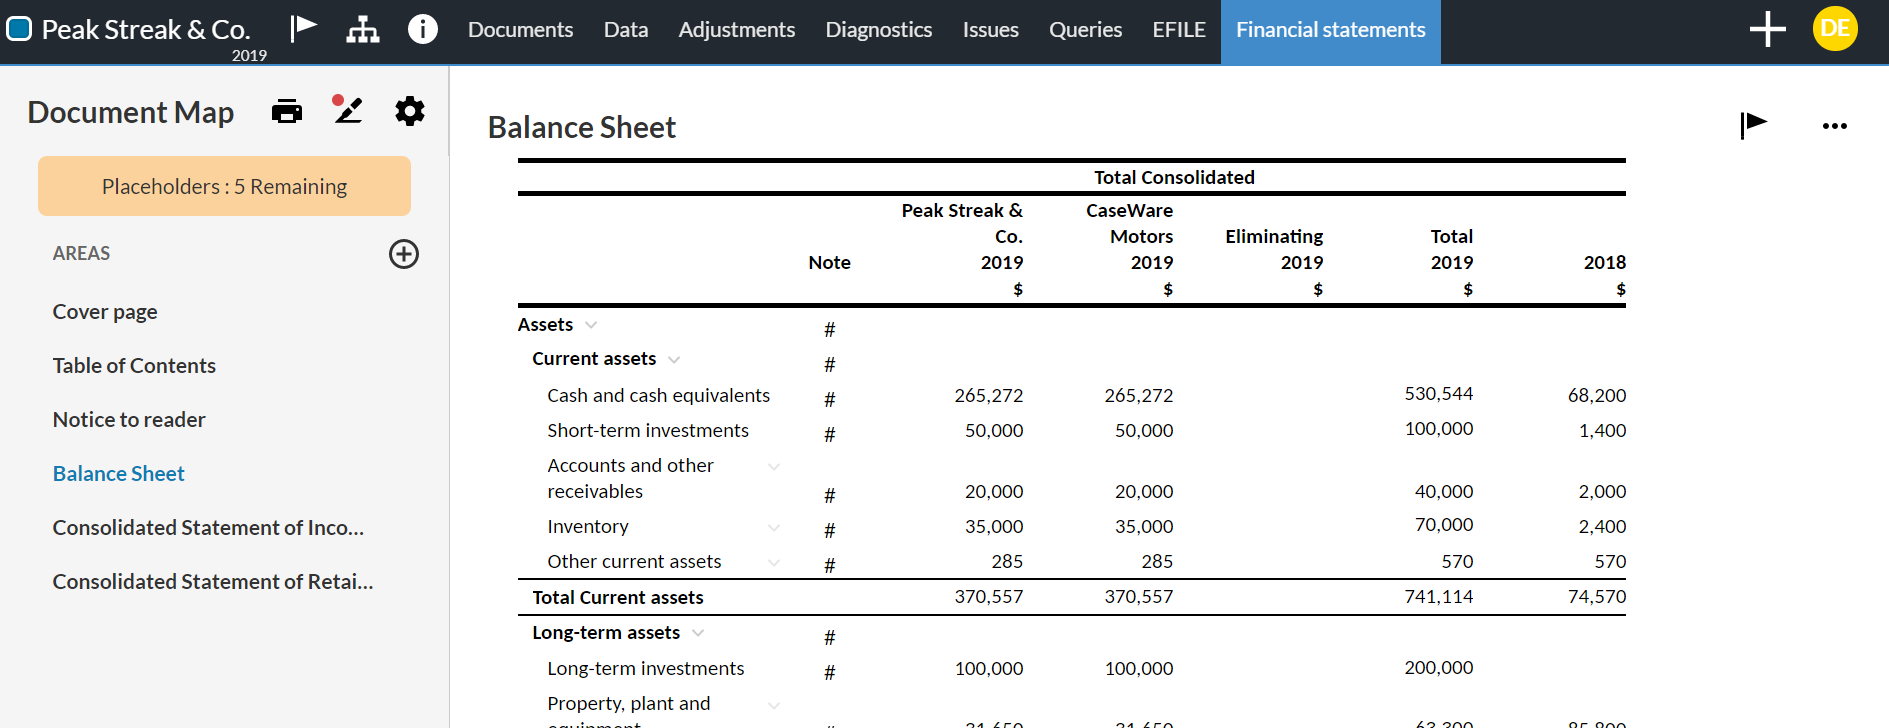 Peak Streak & Co.
2019
Documents Data Adjustments Diagnostics Issues Queries EFILE Financial statements
DE
Document Map
Placeholders : 5 Remaining
AREAS
Cover page
Table of Contents
Notice to reader
Balance Sheet
Consolidated Statement of Inco...
Consolidated Statement of Retai...
Balance Sheet
Total Consolidated
Peak Streak & CaseWare
Co. Motors Eliminating Total
Note 2019 2019 2019 2019 2018
$ $ $ $ $
Assets #
Current assets #
Cash and cash equivalents # 265,272 265,272 530,544 68,200
Short-term investments # 50,000 50,000 100,000 1,400
Accounts and other
receivables # 20,000 20,000 40,000 2,000
Inventory # 35,000 35,000 70,000 2,400
Other current assets # 285 285 570 570
Total Current assets 370,557 370,557 741,114 74,570
Long-term assets #
Long-term investments # 100,000 100,000 200,000
Property, plant and